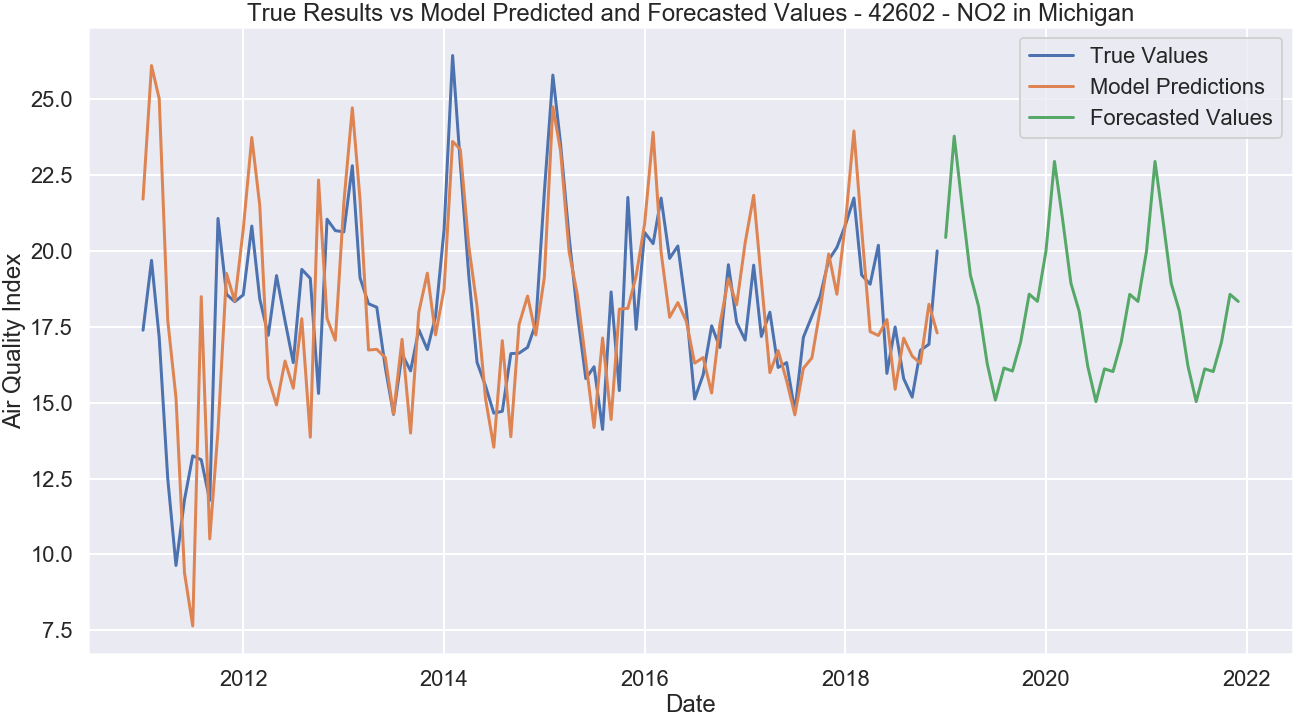 True Results vs Model Predicted and Forecasted Values - 42602 - NO2 in Michigan
True Values
Model Predictions
Forecasted Values
Air Quality Index
25.0
22.5
20.0
17.5
15.0
12.5
10.0
7.5
2012 2014 2016 2018 2020 2022
Date